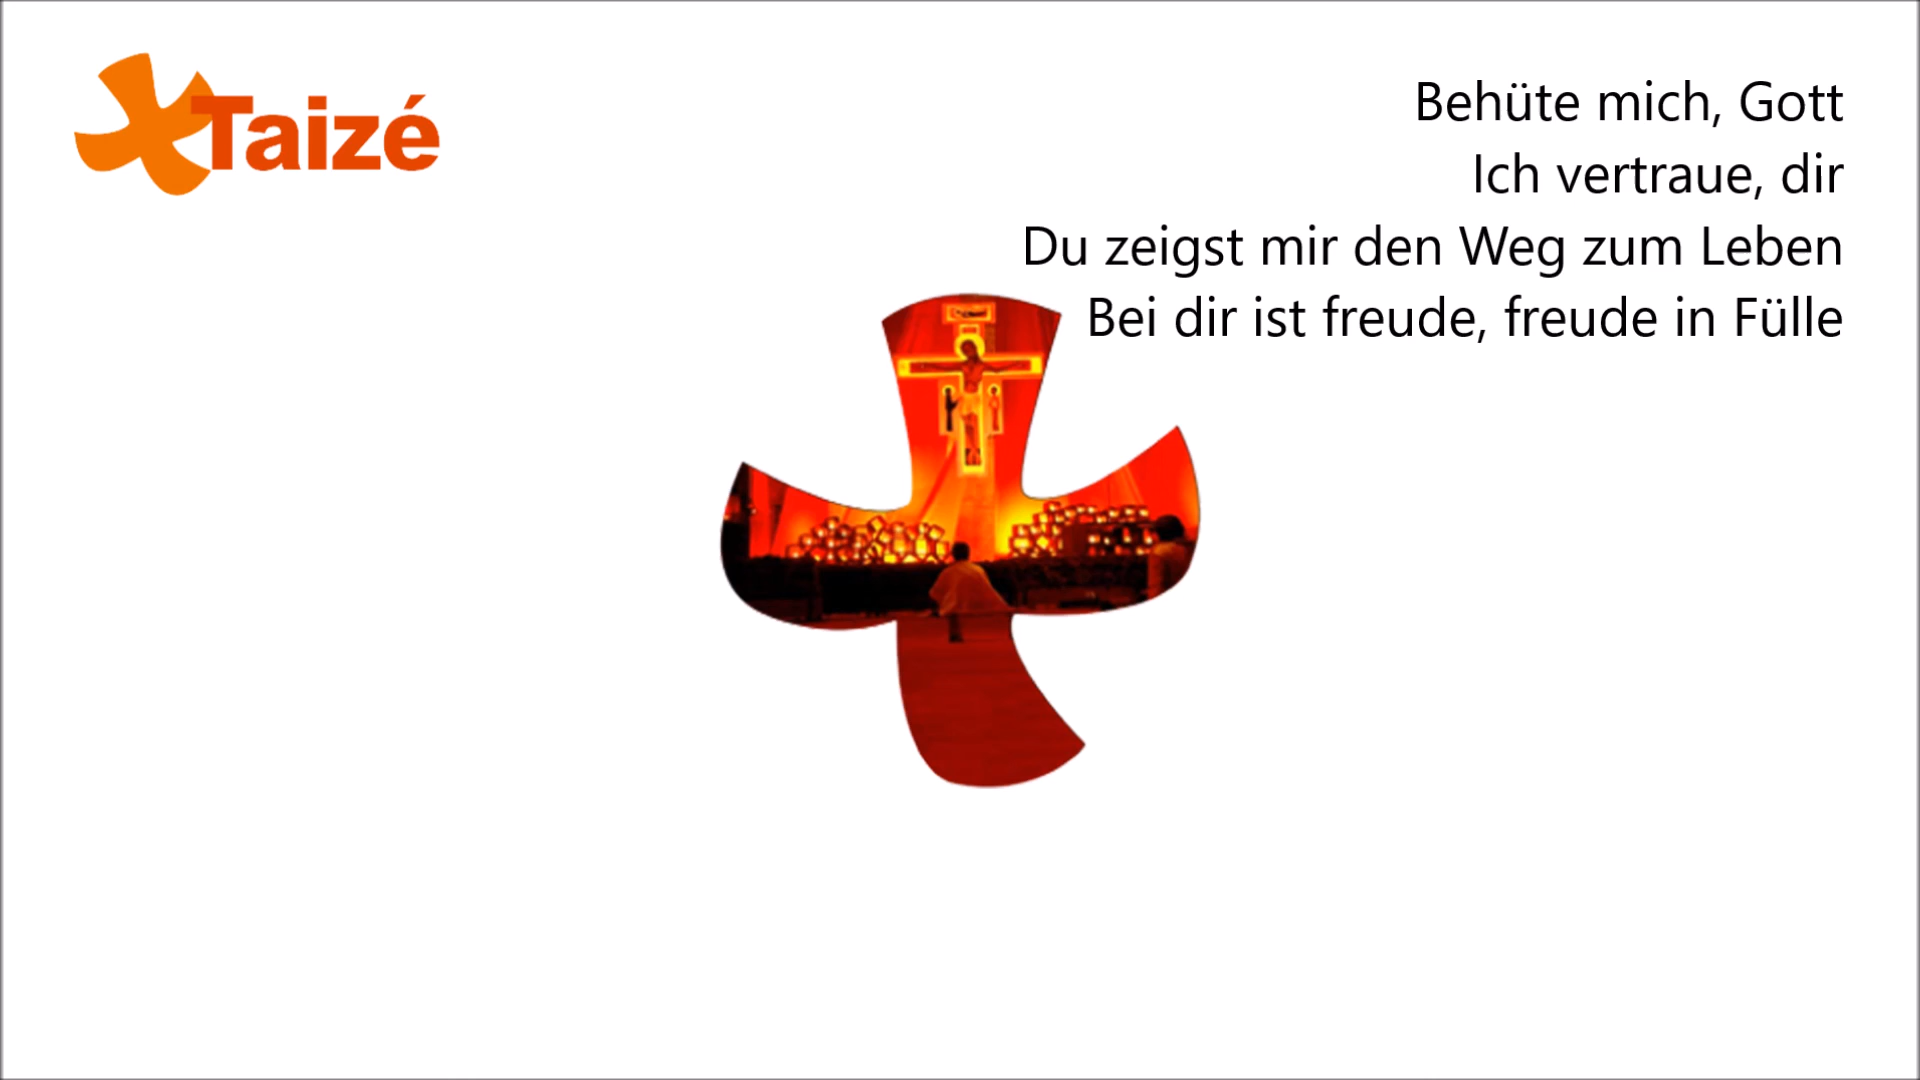 Taizé
Behüte mich, Gott
Ich vertraue, dir
Du zeigst mir den Weg zum Leben
Bei dir ist freude, freude in Fülle